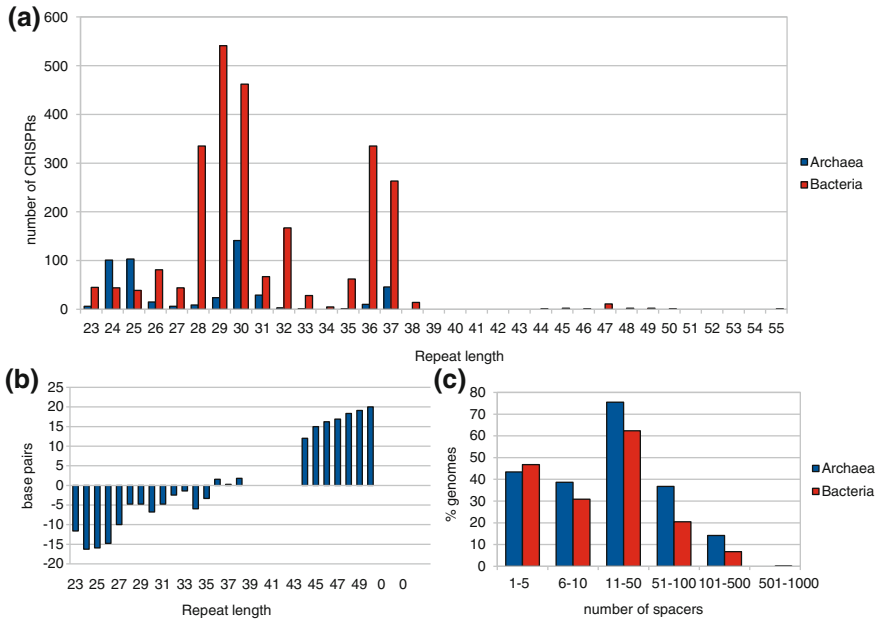 (a)
600
500
400
300
200
100
0
number of CRISPRs
23 24 25 26 27 28 29 30 31 32 33 34 35 36 37 38 39 40 41 42 43 44 45 46 47 48 49 50 51 52 53 54 55
Repeat length
Archaea
Bacteria
(b)
25
20
15
10
5
0
-5
-10
-15
-20
base pairs
23 25 27 29 31 33 35 37 39 41 43 45 47 49 0 0
Repeat length
(c)
80
70
60
50
40
30
20
10
0
% genomes
1-5 6-10 11-50 51-100 101-500 501-1000
number of spacers
Archaea
Bacteria